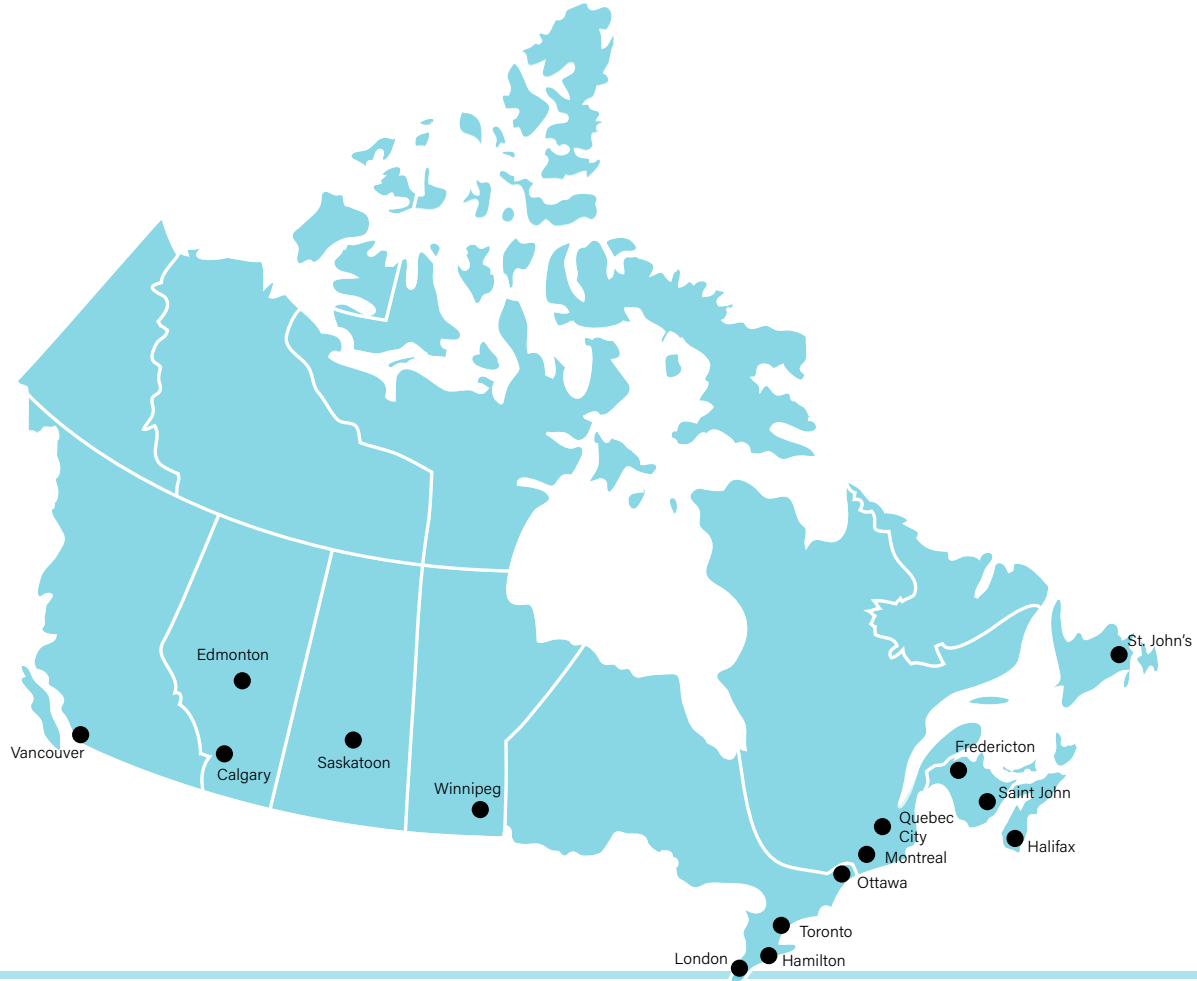 St. John’s
Edmonton
Fredericton
Vancouver
Saskatoon
Calgary
Winnipeg
Saint John
Quebec
City
Halifax
Montreal
Ottawa
Toronto
London
Hamilton